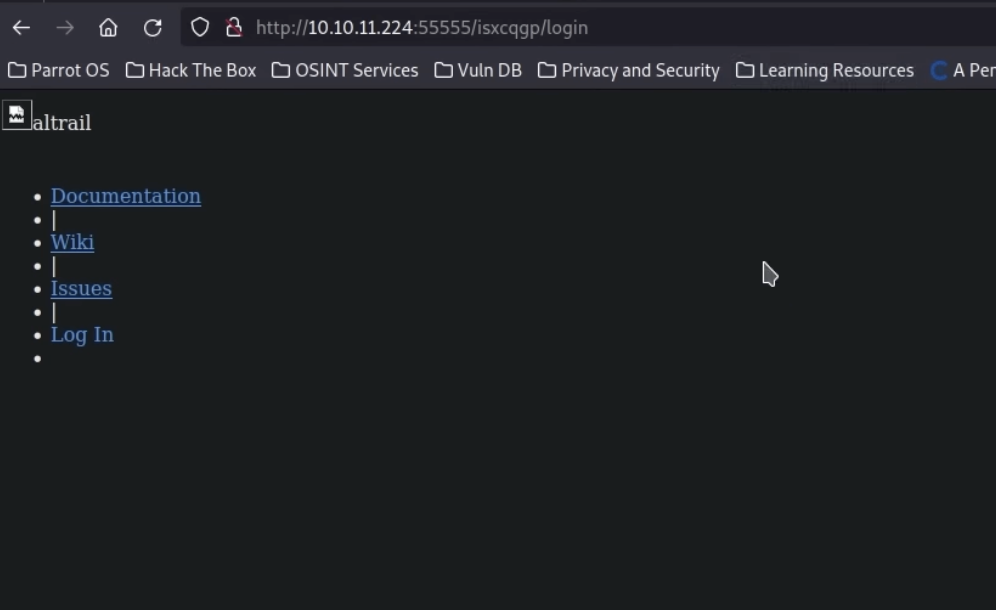 http://10.10.11.224:55555/isxcqgp/login
Parrot OS Hack The Box OSINT Services Vuln DB Privacy and Security Learning Resources A Per
altrail
Documentation
|
Wiki
|
Issues
|
Log In